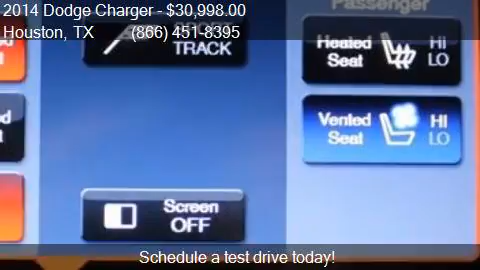 2014 Dodge Charger - $30,998.00
Houston, TX (866) 451-8395
Passenger
SPORT
TRACK
Heated
Seat
HI
LO
Vented
Seat
HI
LO
Screen
OFF
Schedule a test drive today!